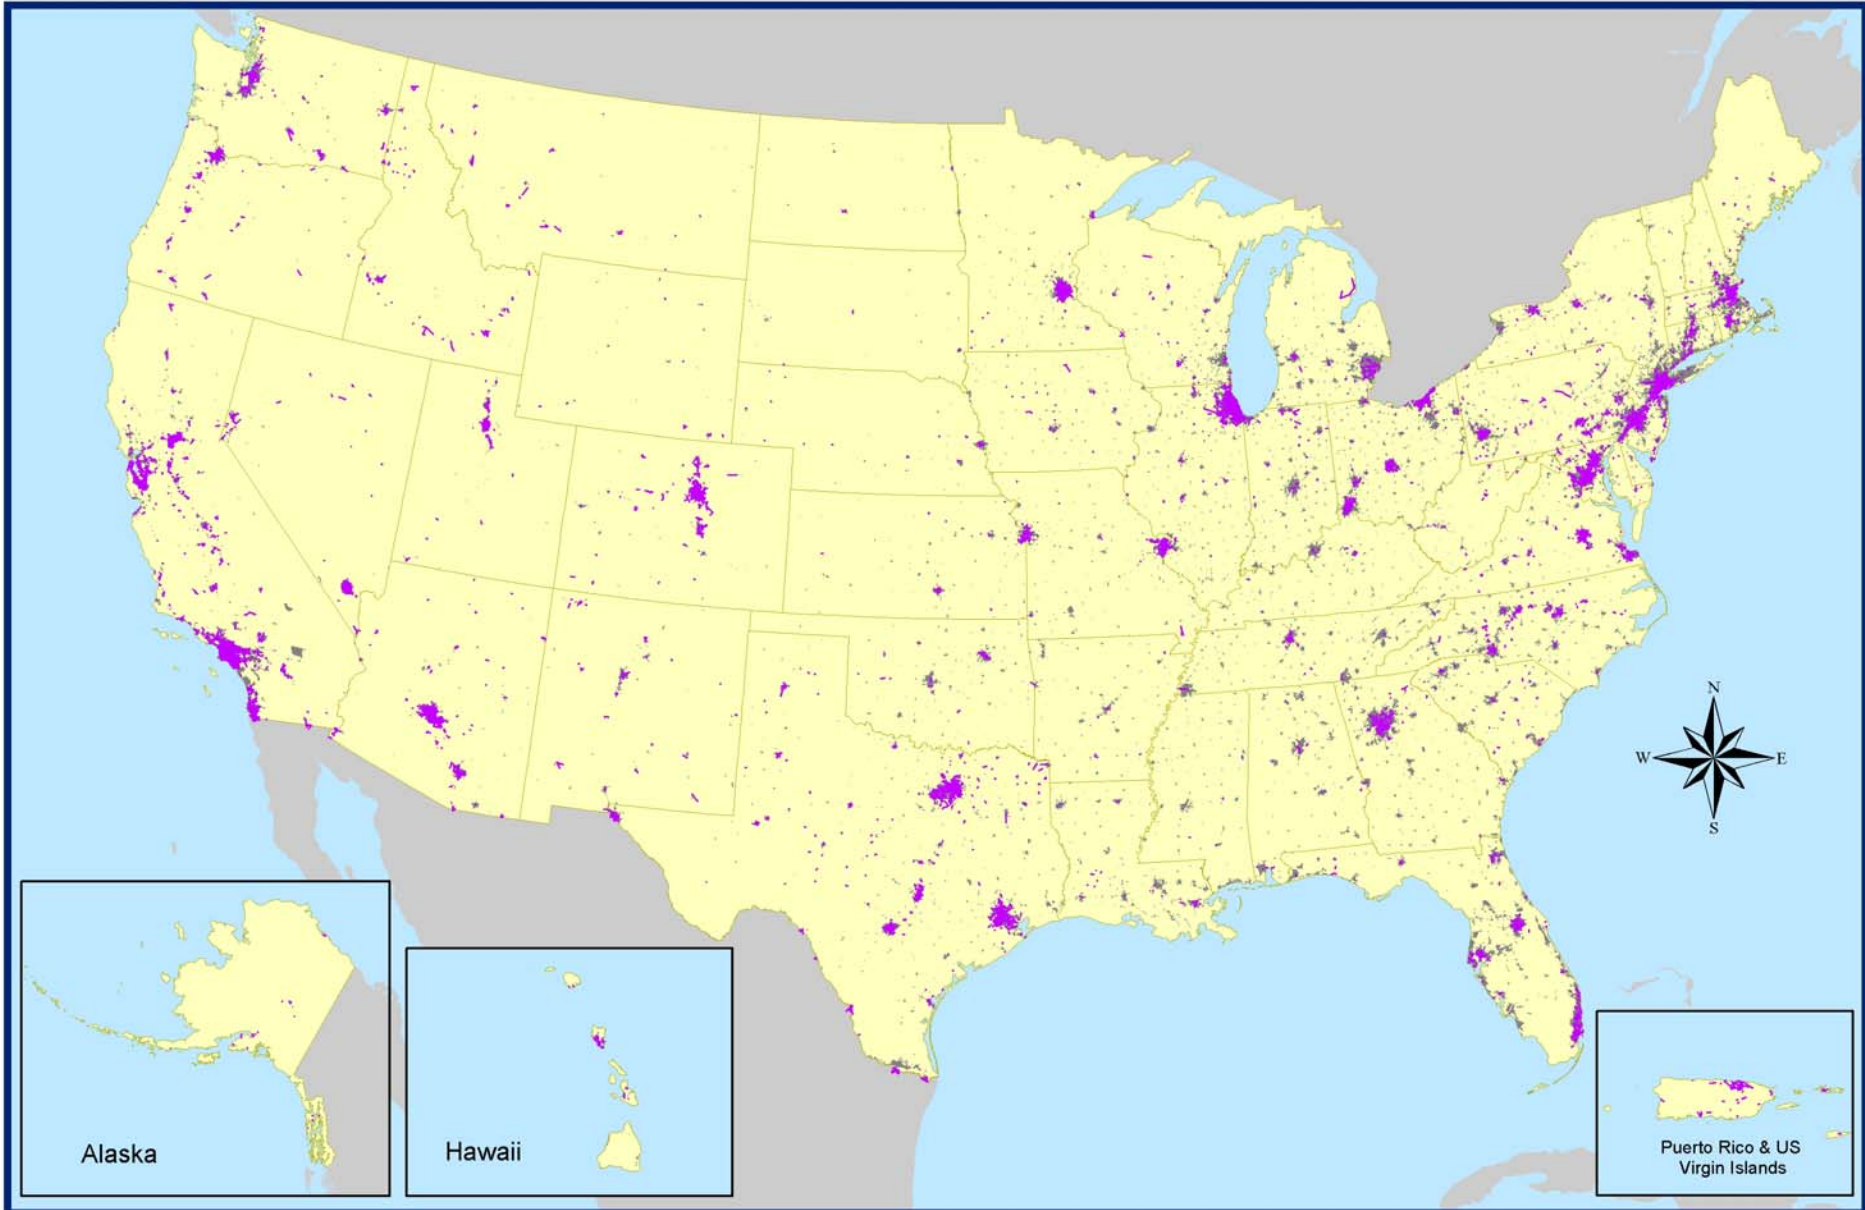 N
W
E
S
Alaska
Hawaii
Puerto Rico & US
Virgin Islands